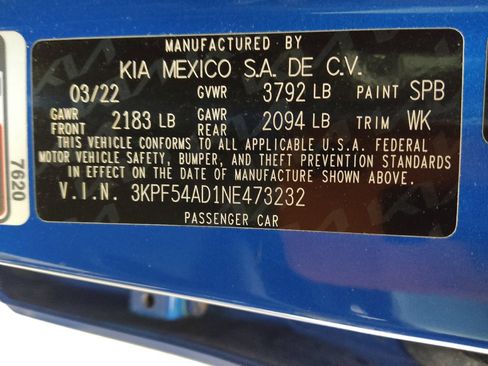 MANUFACTURED BY
KIA MEXICO S.A. DE C.V.
03/22 GVWR 3792 LB PAINT SPB
GAWR FRONT 2183 LB GAWR REAR 2094 LB TRIM WK
THIS VEHICLE CONFORMS TO ALL APPLICABLE U.S.A. FEDERAL
MOTOR VEHICLE SAFETY, BUMPER, AND THEFT PREVENTION STANDARDS
IN EFFECT ON THE DATE OF MANUFACTURE SHOWN ABOVE.
V.I.N. 3KPF54AD1NE473232
PASSENGER CAR
7620